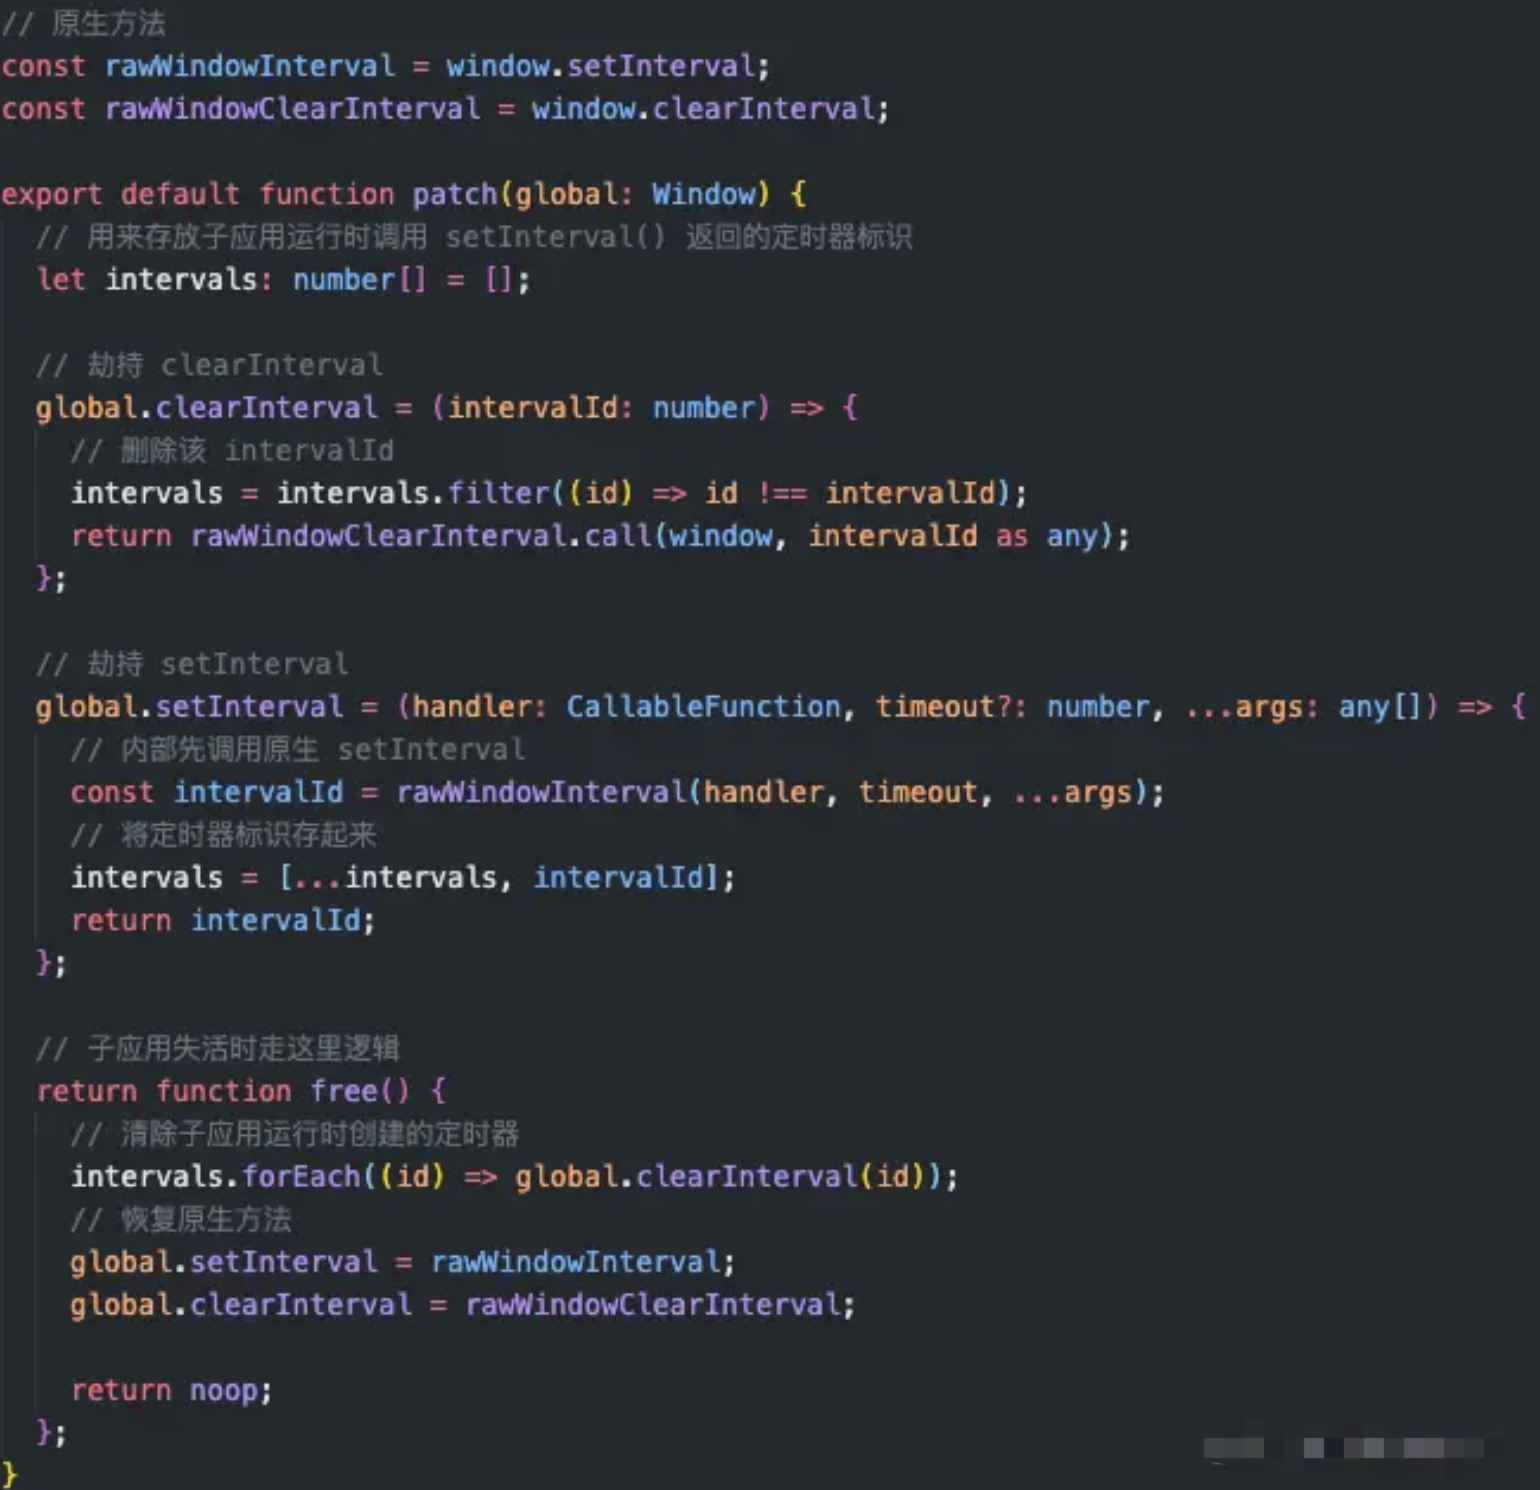 // 原生方法
const rawWindowInterval = window.setInterval;
const rawWindowClearInterval = window.clearInterval;

export default function patch(global: Window) {
  // 用来存放子应用运行时调用 setInterval() 返回的定时器标识
  let intervals: number[] = [];

  // 劫持 clearInterval
  global.clearInterval = (intervalId: number) => {
    // 删除该 intervalId
    intervals = intervals.filter((id) => id !== intervalId);
    return rawWindowClearInterval.call(window, intervalId as any);
  };

  // 劫持 setInterval
  global.setInterval = (handler: CallableFunction, timeout?: number, ...args: any[]) => {
    // 内部先调用原生 setInterval
    const intervalId = rawWindowInterval(handler, timeout, ...args);
    // 将定时器标识存起来
    intervals = [...intervals, intervalId];
    return intervalId;
  };

  // 子应用失活时走这里逻辑
  return function free() {
    // 清除子应用运行时创建的定时器
    intervals.forEach((id) => global.clearInterval(id));
    // 恢复原生方法
    global.setInterval = rawWindowInterval;
    global.clearInterval = rawWindowClearInterval;

    return noop;
  };
}